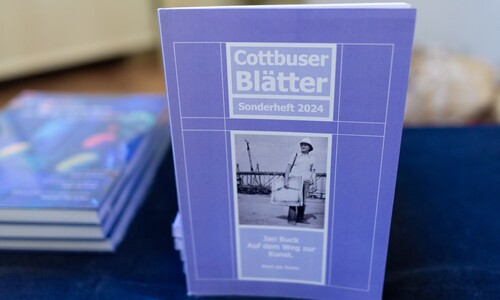 Cottbuser
Blätter
Sonderheft 2024
Jan Buck
Auf dem Weg zur
Kunst.